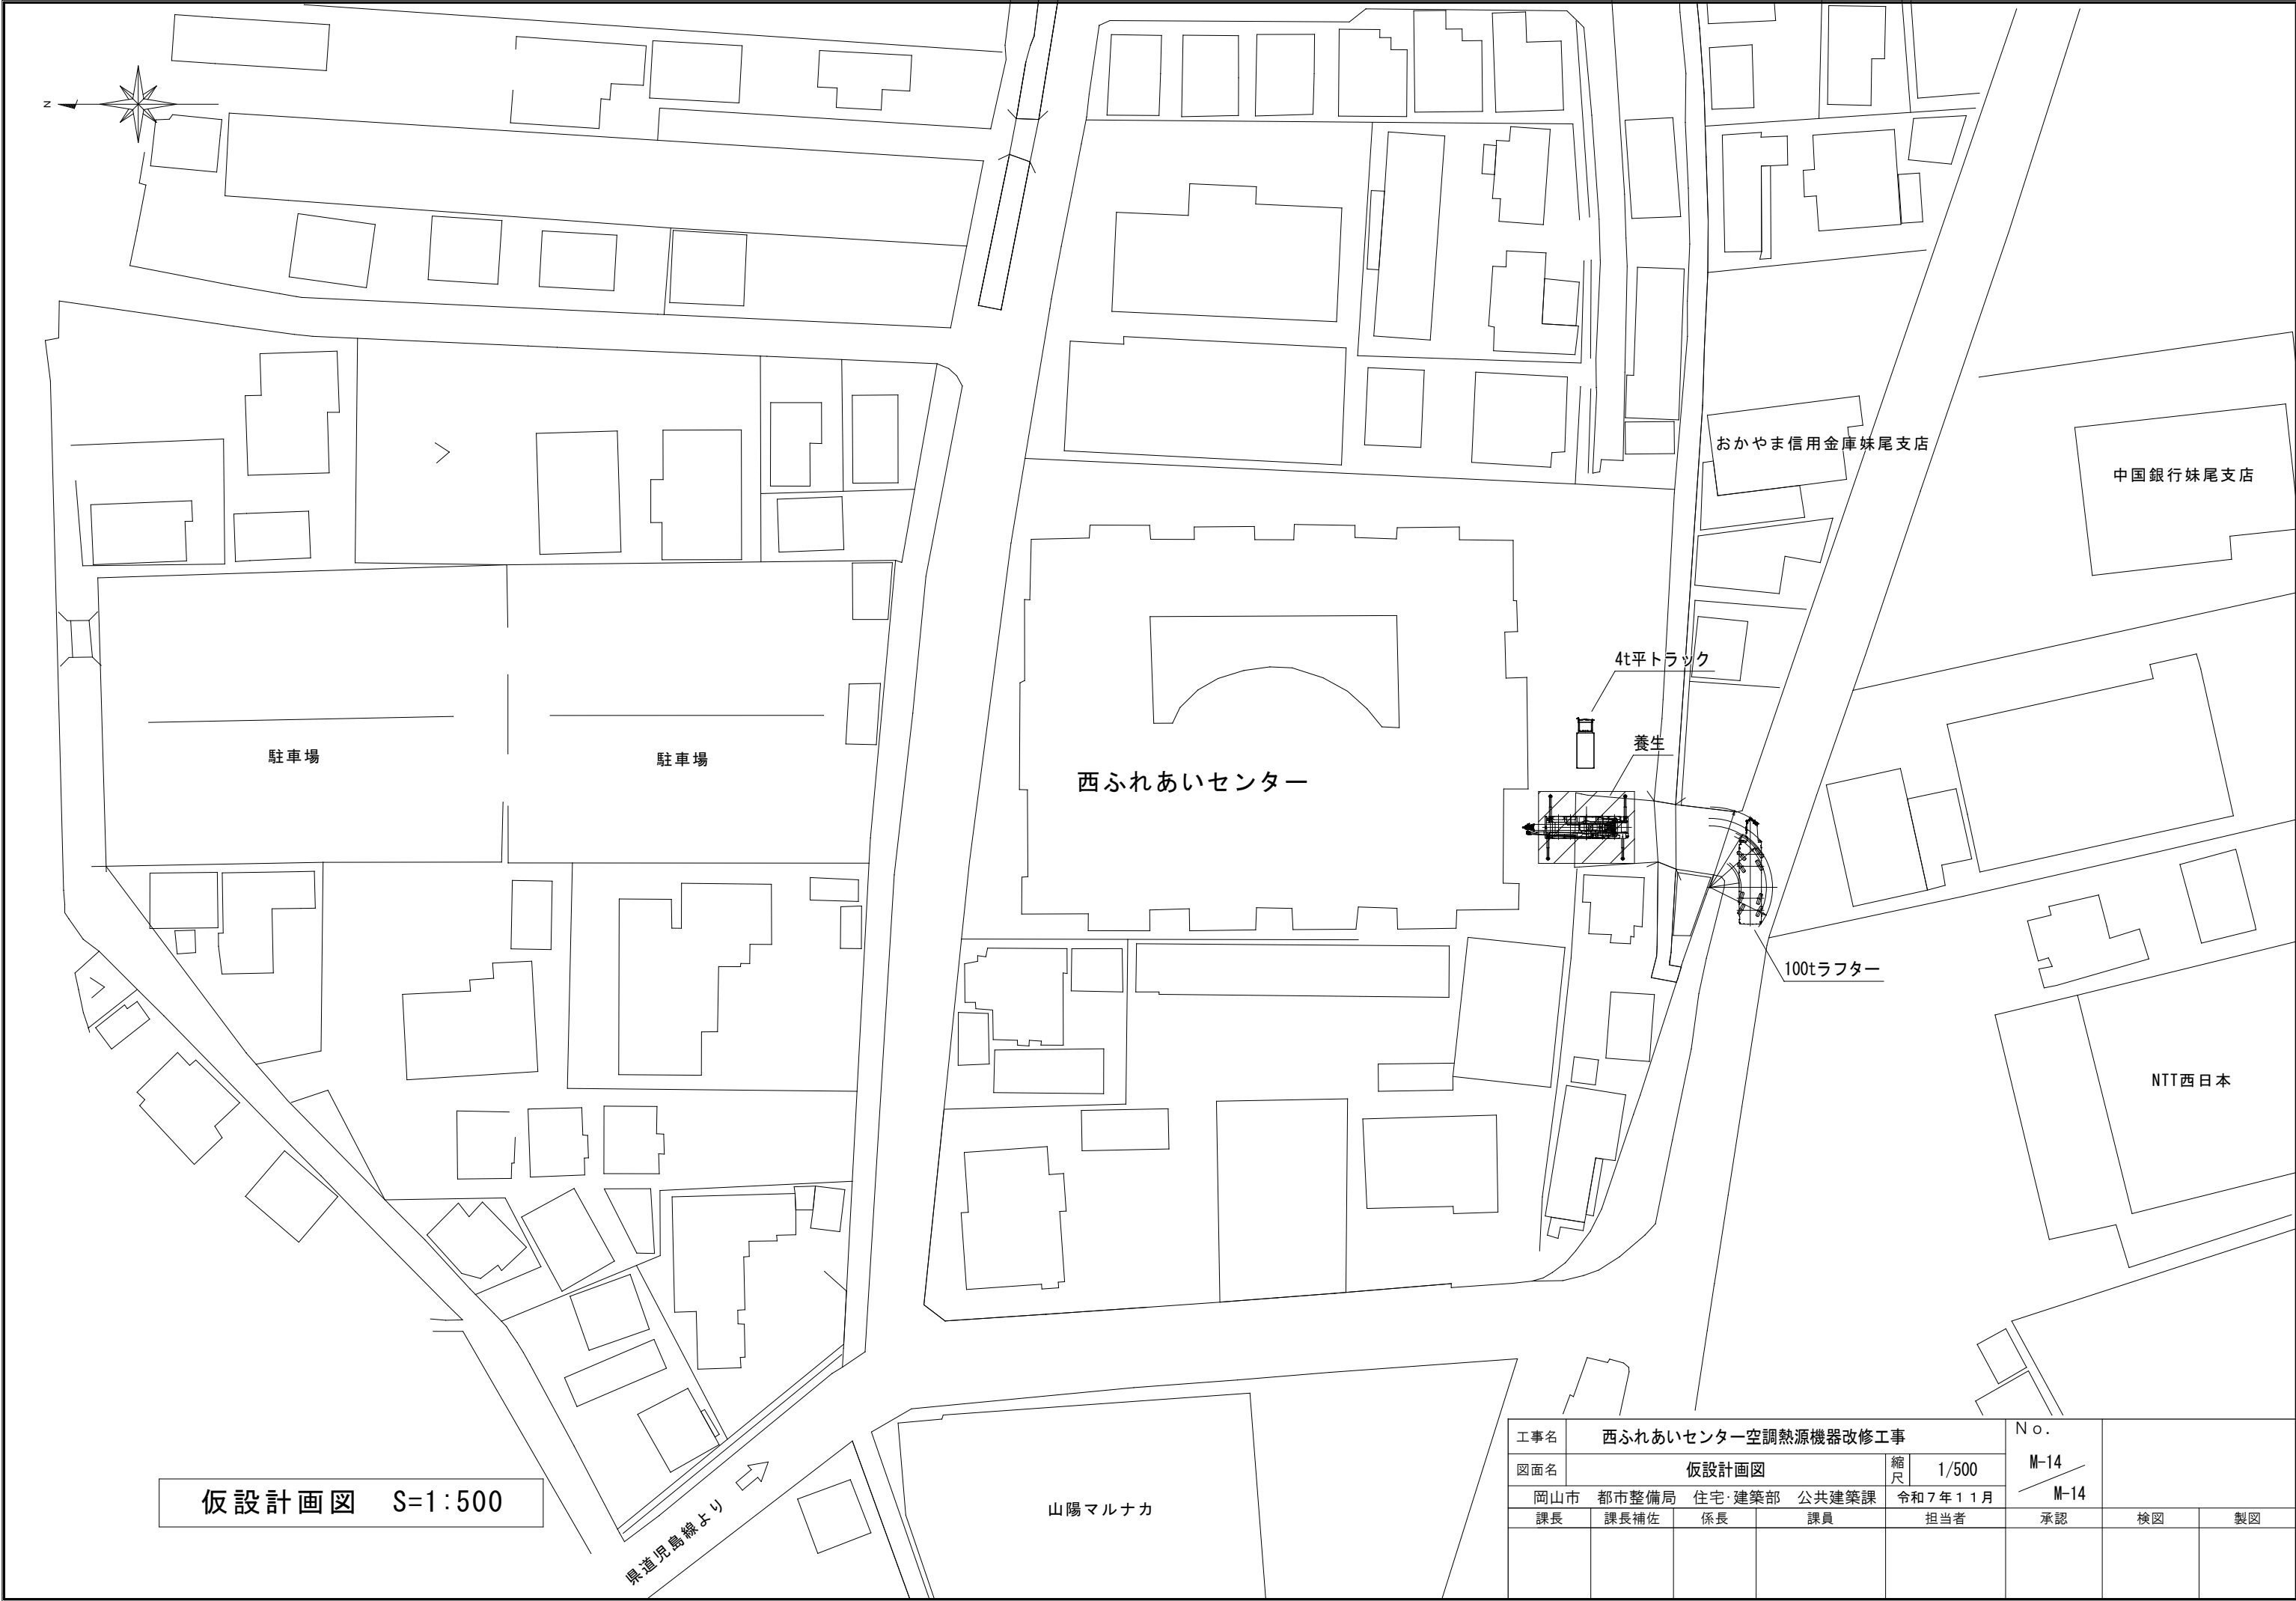 N
おかやま信用金庫妹尾支店
中国銀行妹尾支店
4t平トラック
養生
駐車場
駐車場
西ふれあいセンター
100tラフター
NTT西日本
山陽マルナカ
県道児島線より
仮設計画図 S=1:500
工事名 西ふれあいセンター空調熱源機器改修工事 No.
図面名 仮設計画図 縮尺 1/500 M-14
M-14
岡山市 都市整備局 住宅・建築部 公共建築課 令和7年11月
課長 課長補佐 係長 課員 担当者 承認 検図 製図